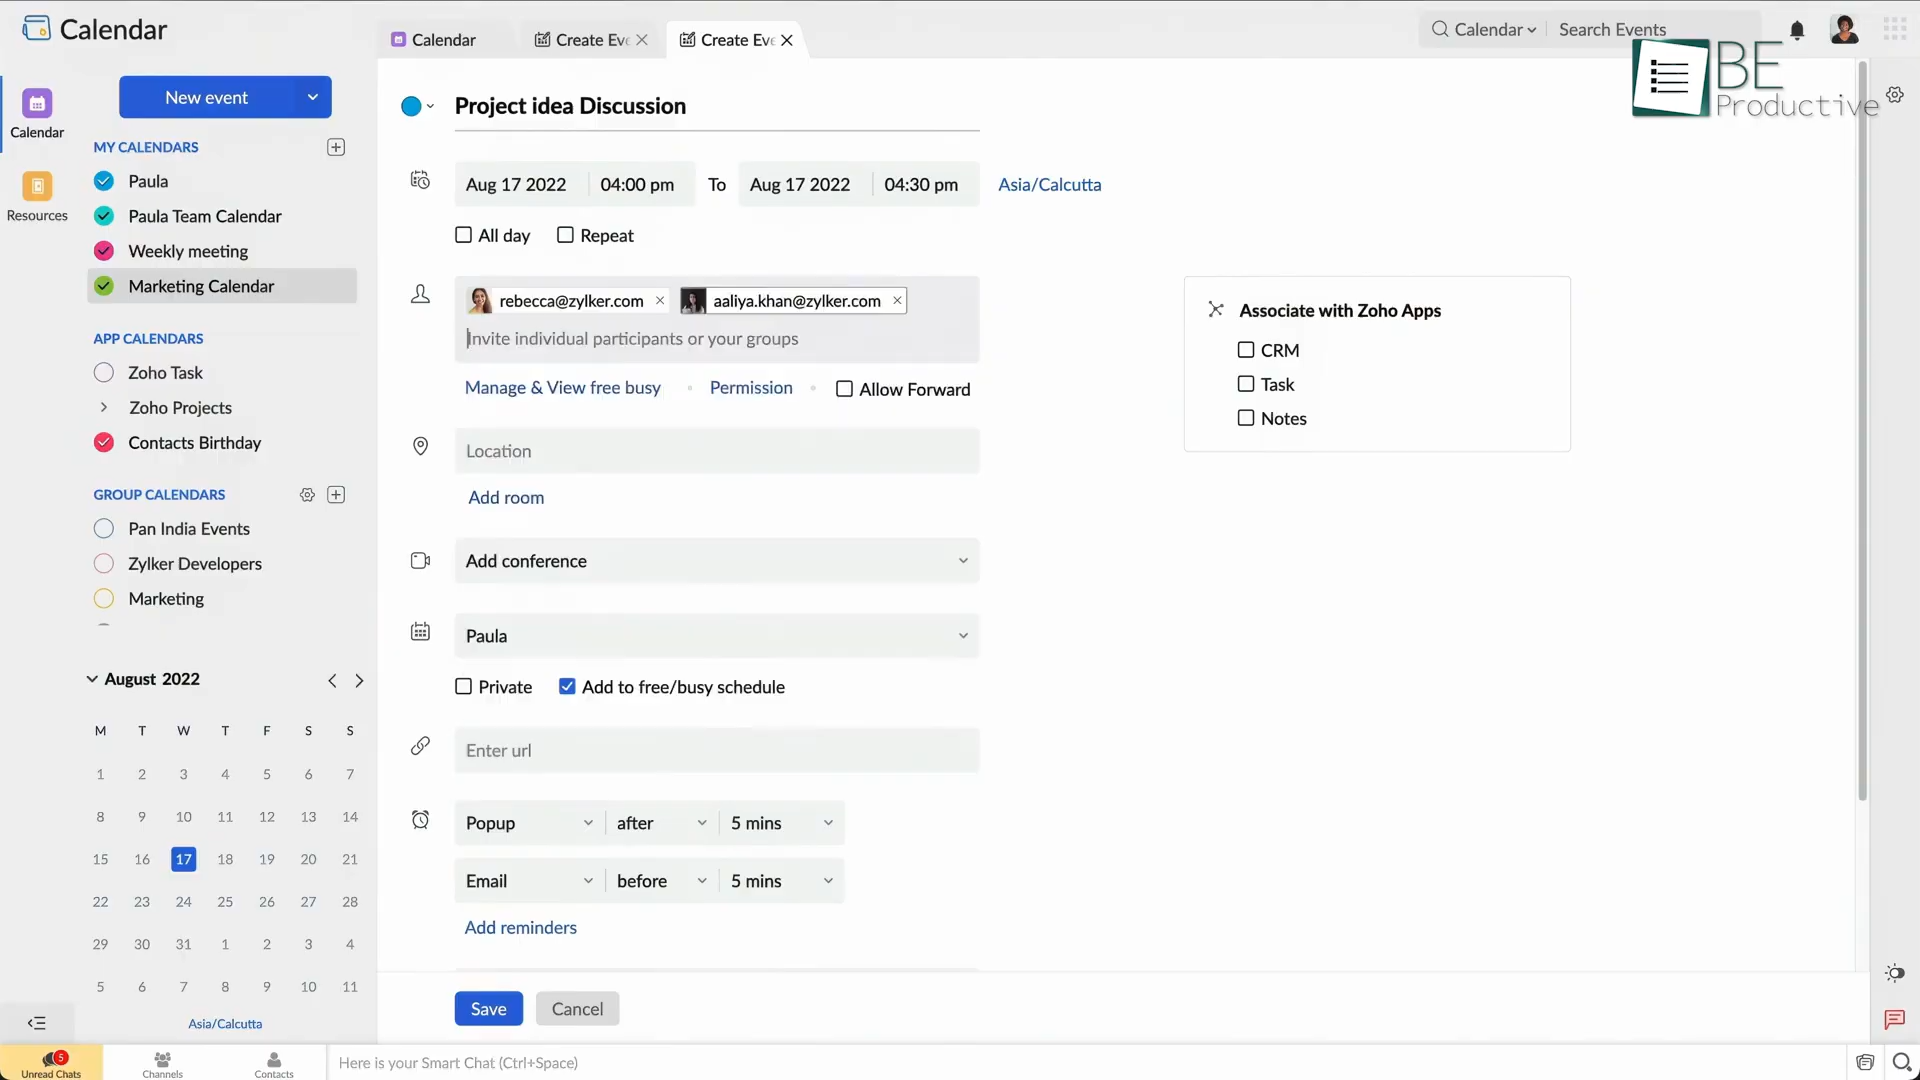 Calendar
Calendar
Create Eve
Create Eve
Calendar
Search Events
BE
Productive
Calendar
Resources
New event
MY CALENDARS
Paula
Paula Team Calendar
Weekly meeting
Marketing Calendar
APP CALENDARS
Zoho Task
Zoho Projects
Contacts Birthday
GROUP CALENDARS
Pan India Events
Zylker Developers
Marketing
August 2022
M T W T F S S
1 2 3 4 5 6 7
8 9 10 11 12 13 14
15 16 17 18 19 20 21
22 23 24 25 26 27 28
29 30 31 1 2 3 4
5 6 7 8 9 10 11
Asia/Calcutta
Project idea Discussion
Aug 17 2022 04:00 pm To Aug 17 2022 04:30 pm Asia/Calcutta
All day Repeat
rebecca@zylker.com aaliya.khan@zylker.com
Invite individual participants or your groups
Manage & View free busy Permission Allow Forward
Location
Add room
Add conference
Paula
Private Add to free/busy schedule
Enter url
Popup after 5 mins
Email before 5 mins
Add reminders
Save Cancel
Associate with Zoho Apps
CRM
Task
Notes
5
Unread Chats
Channels
Contacts
Here is your Smart Chat (Ctrl+Space)